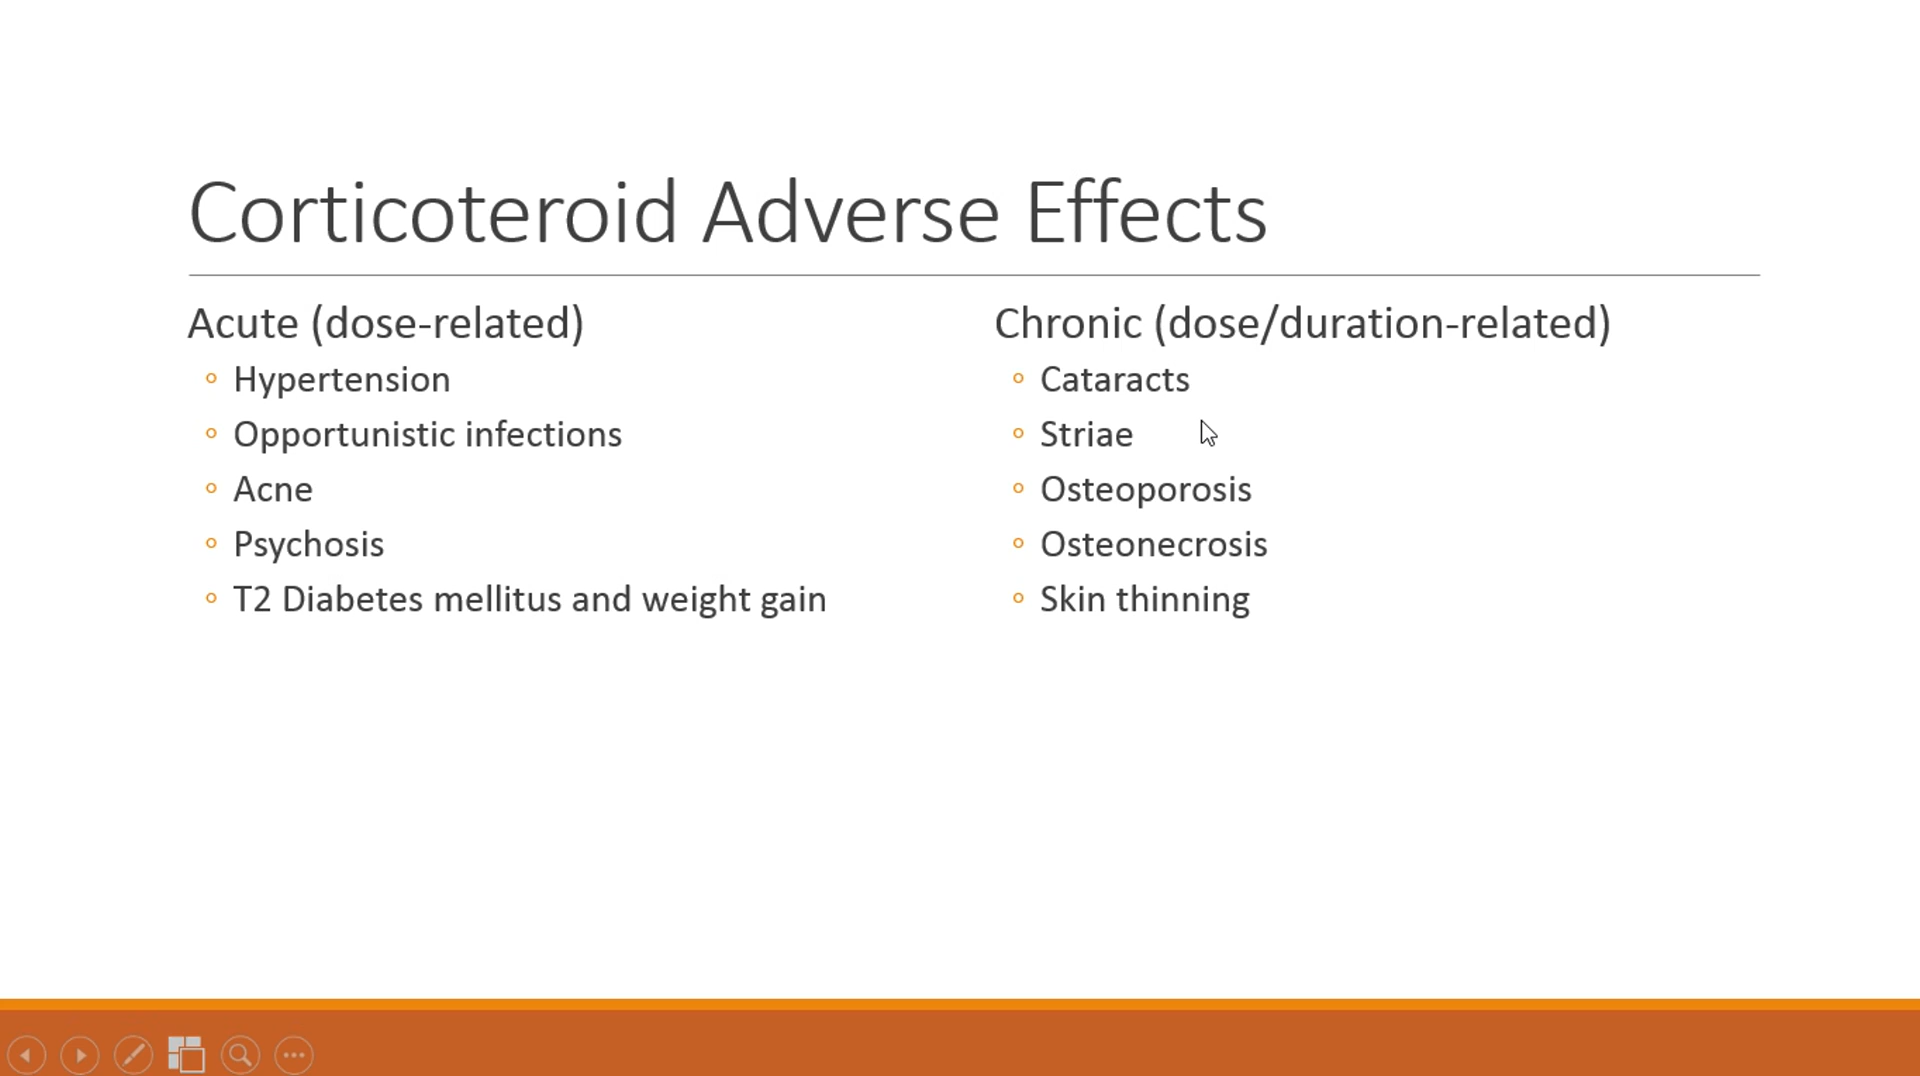 Corticoteroid Adverse Effects
Acute (dose-related)
Hypertension
Opportunistic infections
Acne
Psychosis
T2 Diabetes mellitus and weight gain
Chronic (dose/duration-related)
Cataracts
Striae
Osteoporosis
Osteonecrosis
Skin thinning